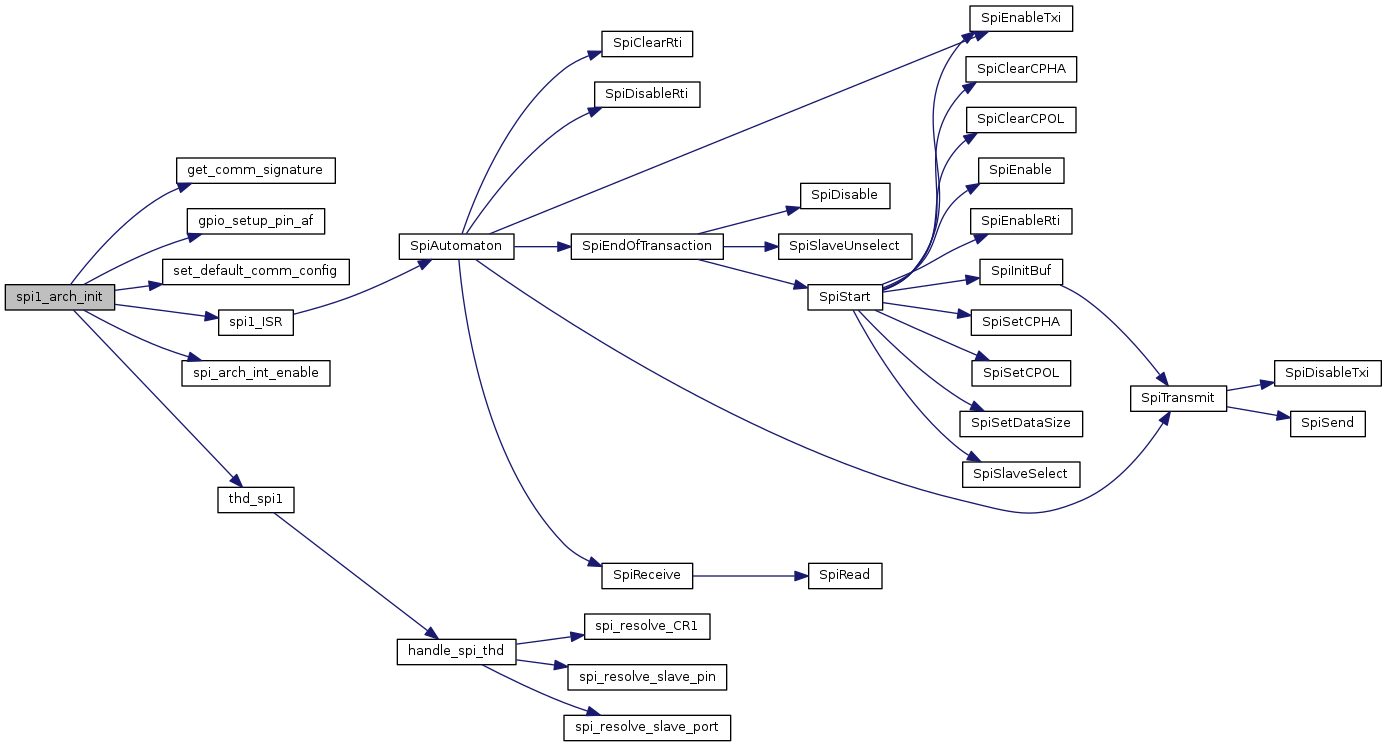 spi1_arch_init
get_comm_signature
gpio_setup_pin_af
set_default_comm_config
spi1_ISR
spi_arch_int_enable
thd_spi1
SpiAutomaton
handle_spi_thd
SpiClearRti
SpiDisableRti
SpiEndOfTransaction
SpiReceive
spi_resolve_CR1
spi_resolve_slave_pin
spi_resolve_slave_port
SpiDisable
SpiSlaveUnselect
SpiStart
SpiRead
SpiEnableTxi
SpiClearCPHA
SpiClearCPOL
SpiEnable
SpiEnableRti
SpiInitBuf
SpiSetCPHA
SpiSetCPOL
SpiSetDataSize
SpiSlaveSelect
SpiTransmit
SpiDisableTxi
SpiSend